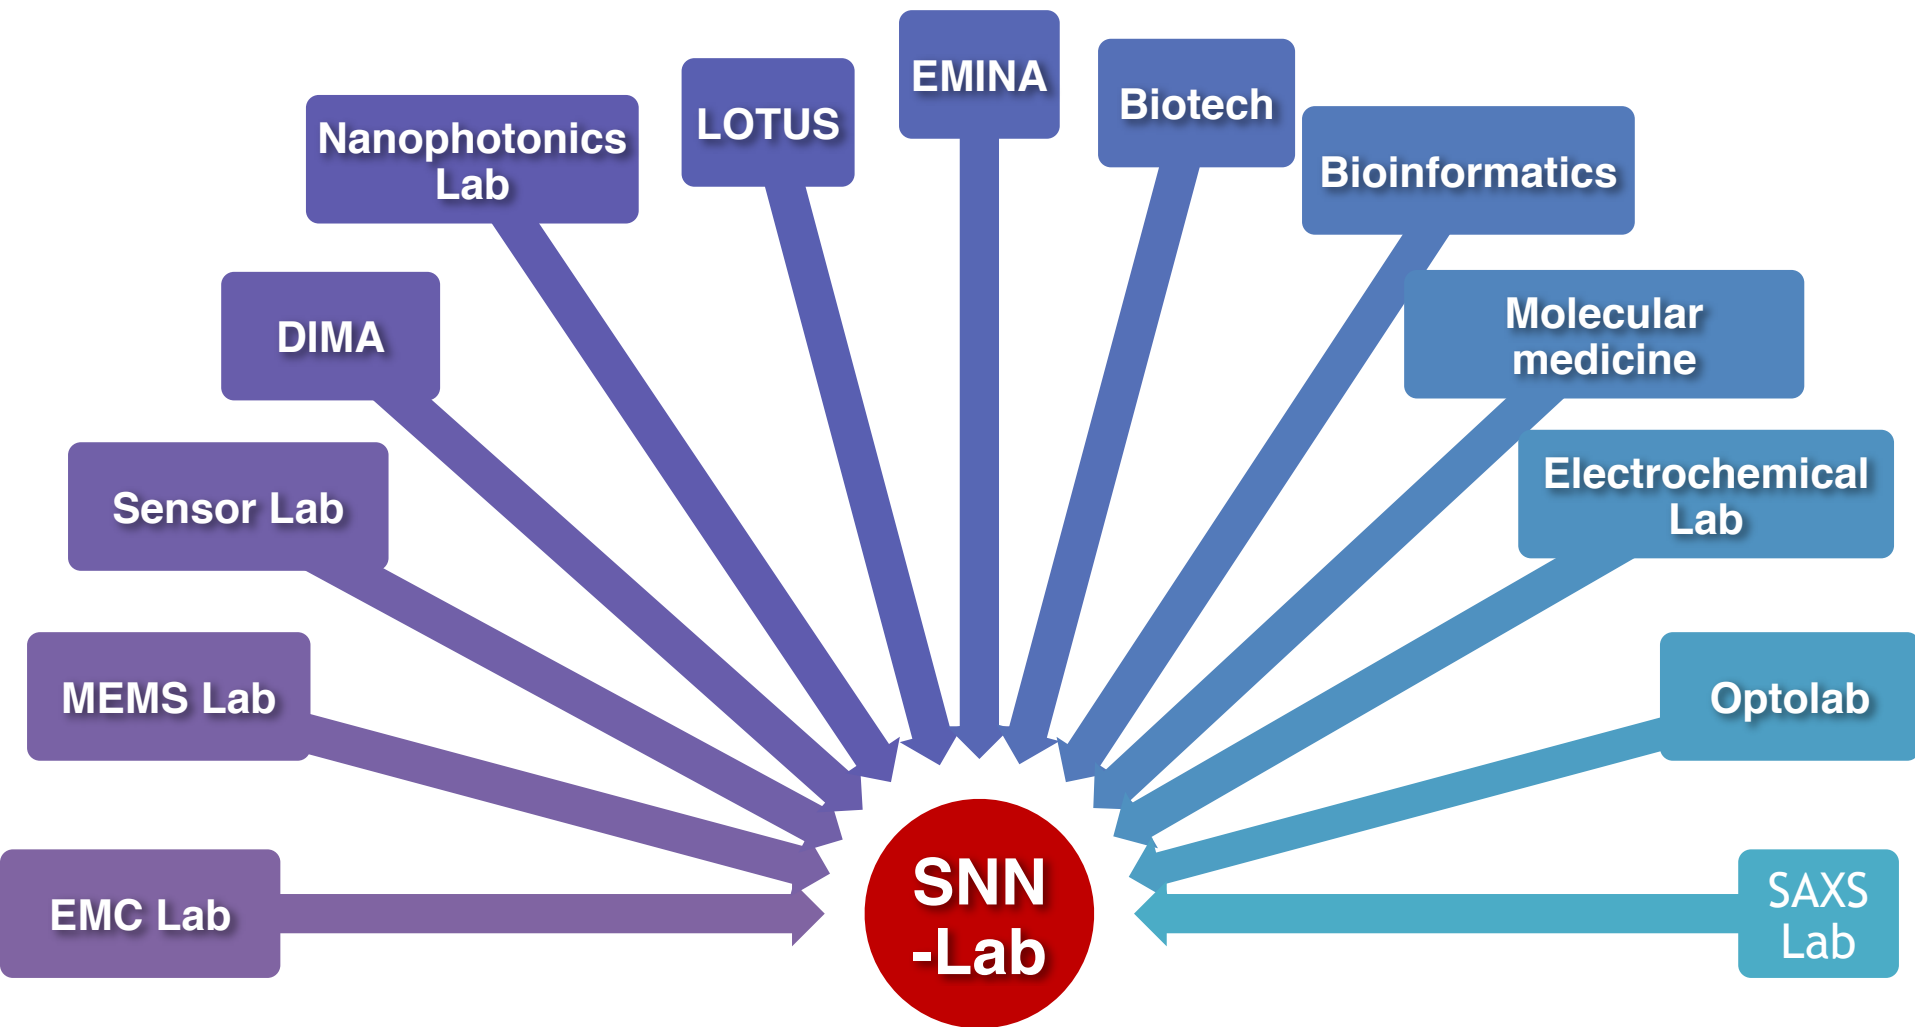 EMINA
Biotech
LOTUS
Nanophotonics
Lab
Bioinformatics
DIMA
Molecular
medicine
Sensor Lab
Electrochemical
Lab
MEMS Lab
Optolab
EMC Lab
SNN
-Lab
SAXS
Lab